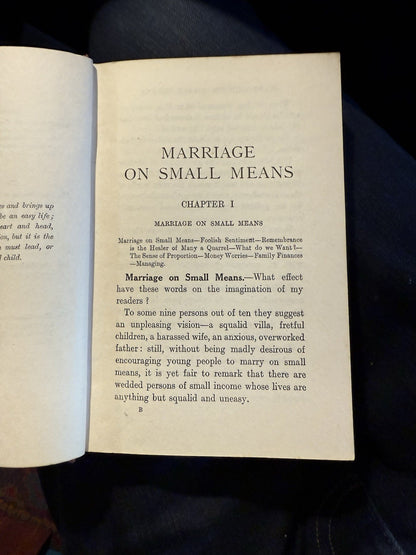 es and brings up
be an easy life;
eart and head,
ion, but it is the
n must lead, or
l child.
MARRIAGE
ON SMALL MEANS
CHAPTER I
MARRIAGE ON SMALL MEANS
Marriage on Small Means—Foolish Sentiment—Remembrance
is the Healer of Many a Quarrel—What do we Want?—
The Sense of Proportion—Money Worries—Family Finances
—Managing.
Marriage on Small Means.—What effect
have these words on the imagination of my
readers?
To some nine persons out of ten they suggest
an unpleasing vision—a squalid villa, fretful
children, a harassed wife, an anxious, overworked
father: still, without being madly desirous of
encouraging young people to marry on small
means, it is yet fair to remark that there are
wedded persons of small income whose lives are
anything but squalid and uneasy.
B